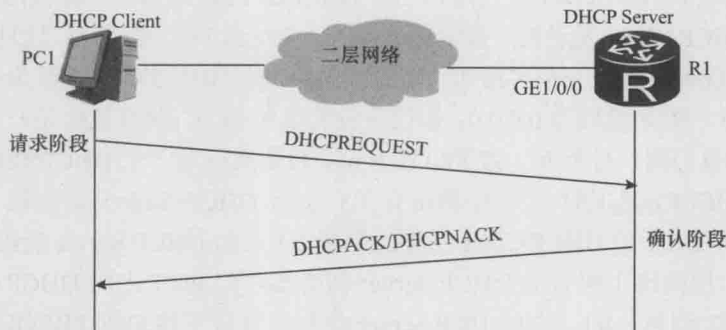 DHCP Client
DHCP Server
PC1
二层网络
R1
GE1/0/0
R
请求阶段
DHCPREQUEST
DHCPACK/DHCPNACK
确认阶段